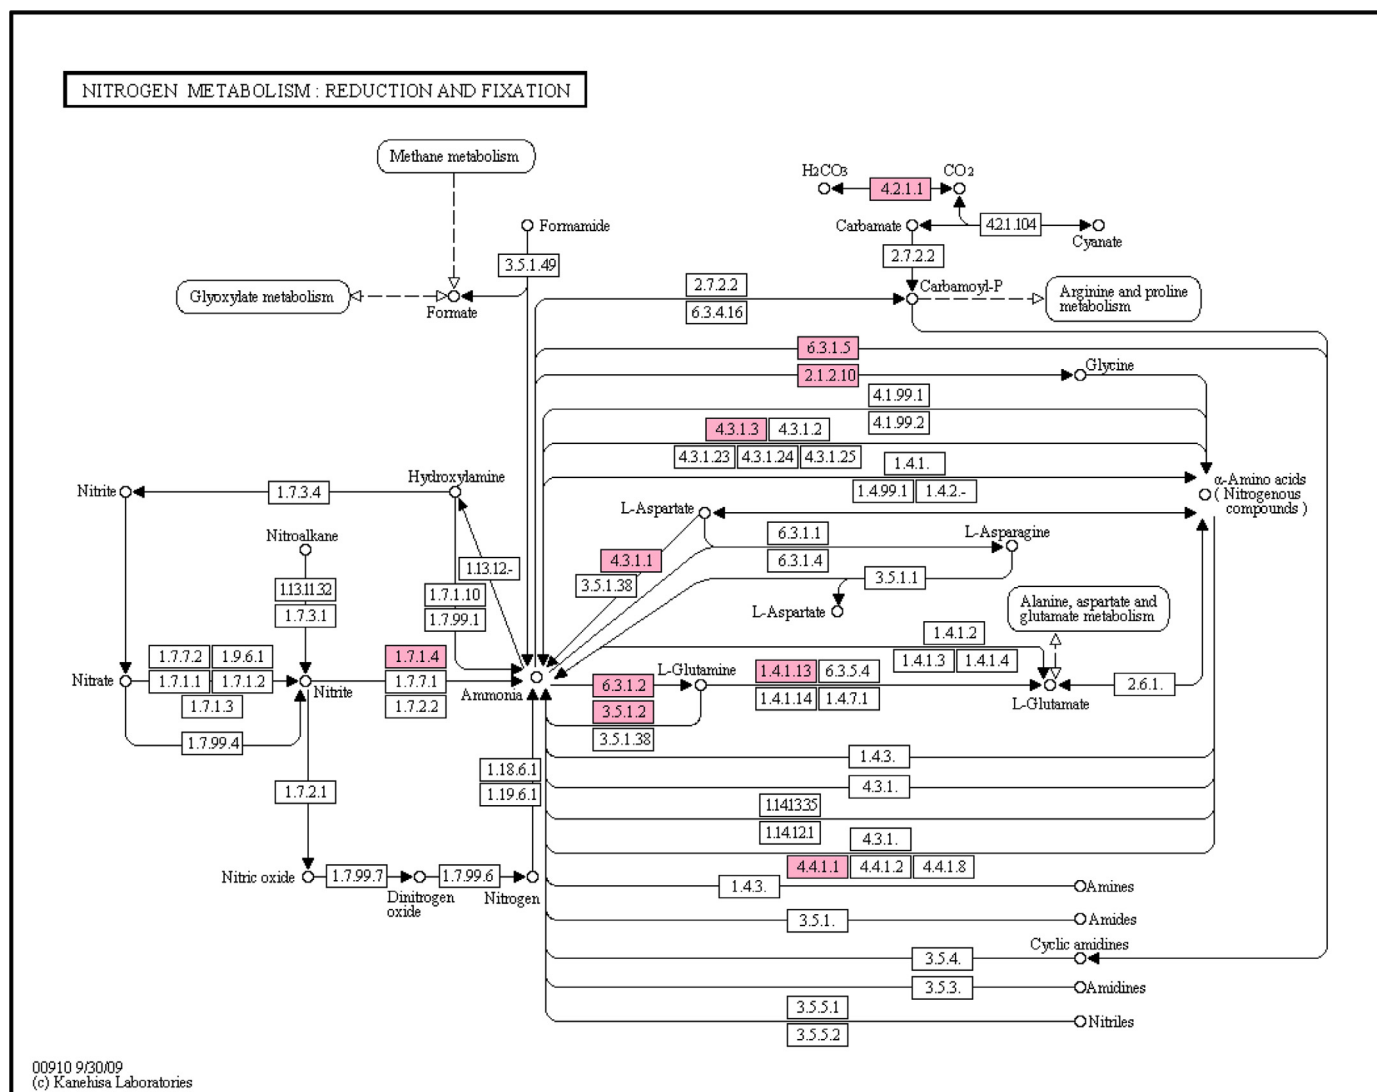 NITROGEN METABOLISM : REDUCTION AND FIXATION
Methane metabolism
H2CO3
4.2.1.1
CO2
Formamide
Carbamate
4.2.1.104
Cyanate
3.5.1.49
2.7.2.2
Glyoxylate metabolism
Formate
2.7.2.2
6.3.4.16
Carbamoyl-P
Arginine and proline
metabolism
6.3.1.5
2.1.2.10
Glycine
4.1.99.1
4.1.99.2
4.3.1.3
4.3.1.2
4.3.1.23
4.3.1.24
4.3.1.25
1.4.1.
1.4.99.1
1.4.2.-
α-Amino acids
( Nitrogenous
compounds )
Nitrite
1.7.3.4
Hydroxylamine
L-Aspartate
Nitroalkane
6.3.1.1
6.3.1.4
L-Asparagine
4.3.1.1
3.5.1.38
1.13.12.-
3.5.1.1
1.13.11.32
1.7.3.1
1.7.1.10
1.7.99.1
L-Aspartate
Alanine, aspartate and
glutamate metabolism
1.4.1.2
1.4.1.3
1.4.1.4
1.7.7.2
1.9.6.1
1.7.1.1
1.7.1.2
1.7.1.3
1.7.99.4
Nitrate
Nitrite
1.7.1.4
1.7.7.1
1.7.2.2
Ammonia
6.3.1.2
3.5.1.2
3.5.1.38
L-Glutamine
1.4.1.13
6.3.5.4
1.4.1.14
1.4.7.1
L-Glutamate
2.6.1.
1.7.2.1
1.18.6.1
1.19.6.1
1.4.3.
4.3.1.
1.14.13.35
1.14.12.1
4.3.1.
4.4.1.1
4.4.1.2
4.4.1.8
Nitric oxide
1.7.99.7
Dinitrogen
oxide
1.7.99.6
Nitrogen
1.4.3.
Amines
3.5.1.
Amides
Cyclic amidines
3.5.4.
3.5.3.
Amidines
3.5.5.1
3.5.5.2
Nitriles
00910 9/30/09
(c) Kanehisa Laboratories